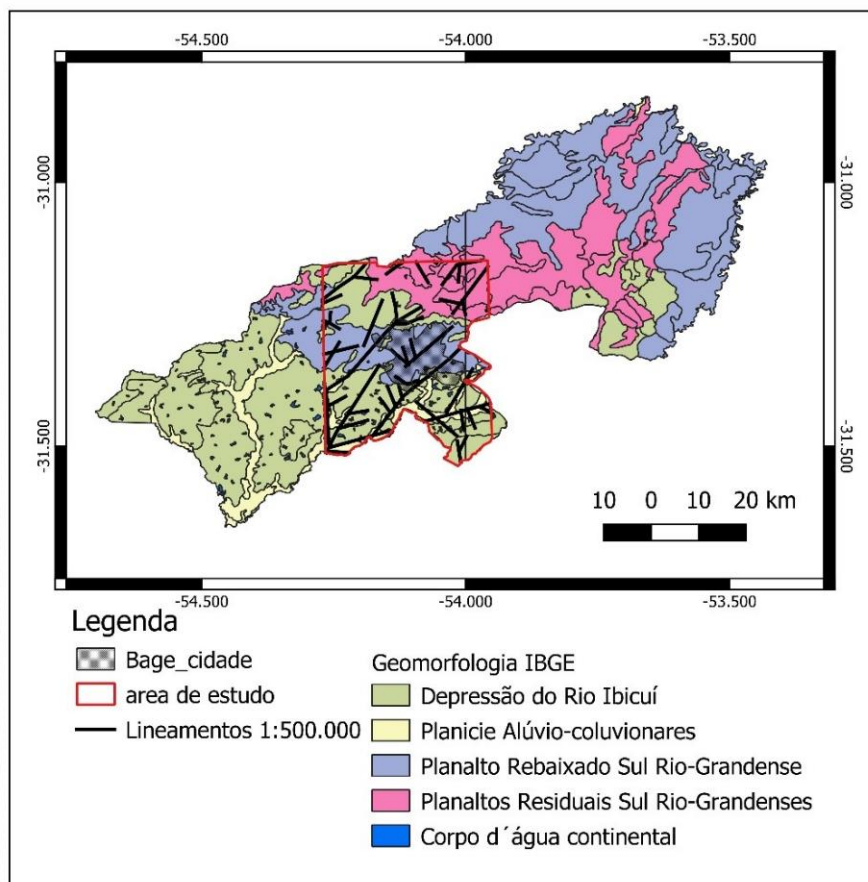 -54.500 -54.000 -53.500
-31.000 -31.000
-31.500 -31.500
10 0 10 20 km
-54.500 -54.000 -53.500
Legenda
Bage_cidade
area de estudo
Lineamentos 1:500.000
Geomorfologia IBGE
Depressão do Rio Ibicuí
Planicie Alúvio-coluvionares
Planalto Rebaixado Sul Rio-Grandense
Planaltos Residuais Sul Rio-Grandenses
Corpo d´água continental